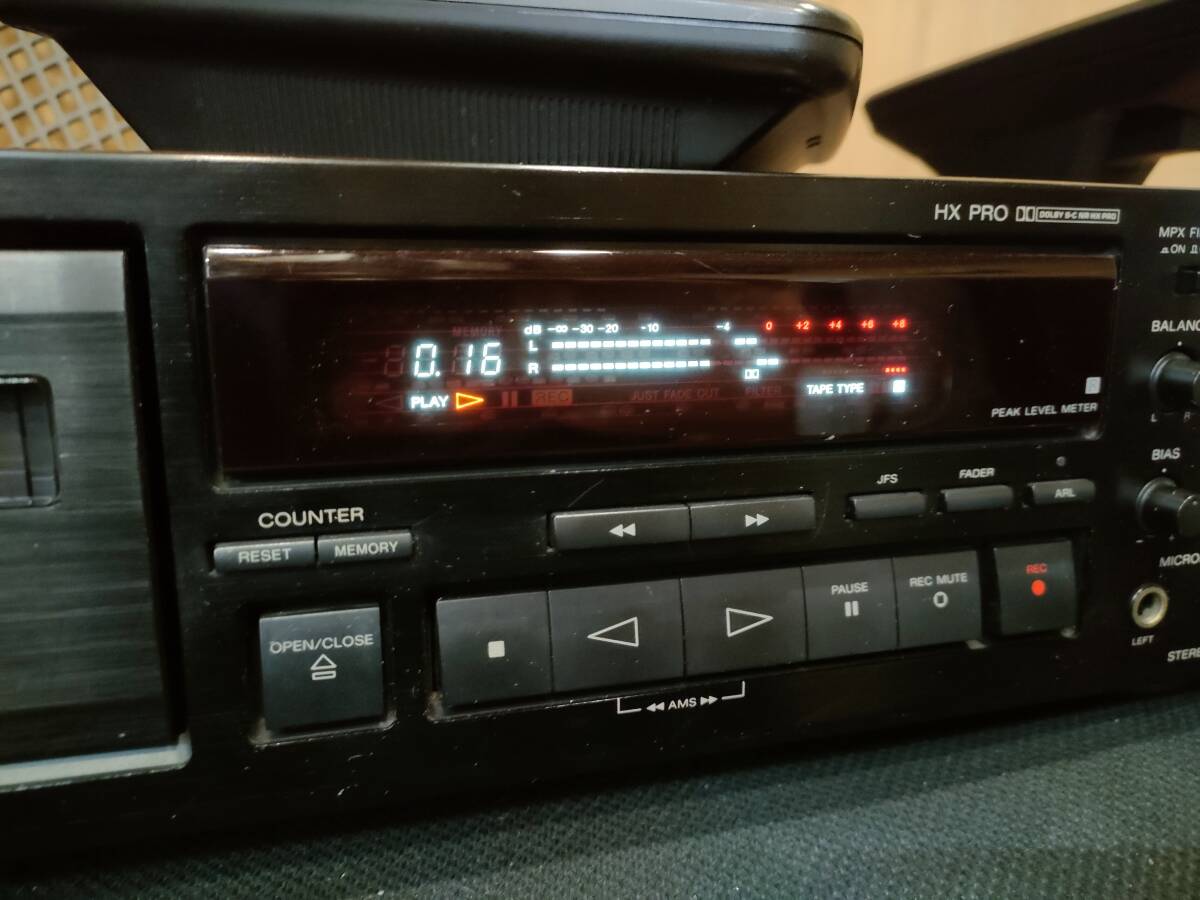 HX PRO DOLBY B-C NR HX PRO
MPX FI
ON
MEMORY
dB -∞ -30 -20 -10 -4 0 +2 +4 +6 +8
L
R
0.16
PLAY
REC
JUST FADE OUT
FILTER
TAPE TYPE
PEAK LEVEL METER
BALANC
L R
COUNTER
RESET
MEMORY
JFS
FADER
ARL
BIAS
OPEN/CLOSE
PAUSE
REC MUTE
REC
AMS
MICRO
LEFT
STERE